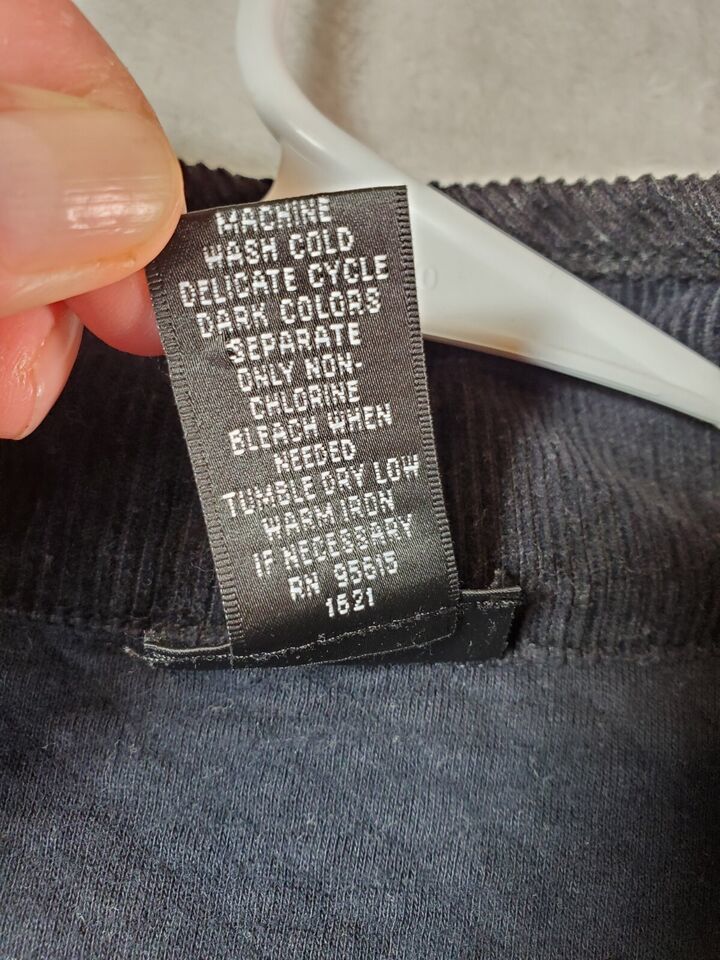 MACHINE
WASH COLD
DELICATE CYCLE
DARK COLORS
SEPARATE
ONLY NON-
CHLORINE
BLEACH WHEN
NEEDED
TUMBLE DRY LOW
WARM IRON
IF NECESSARY
RN 95615
1521